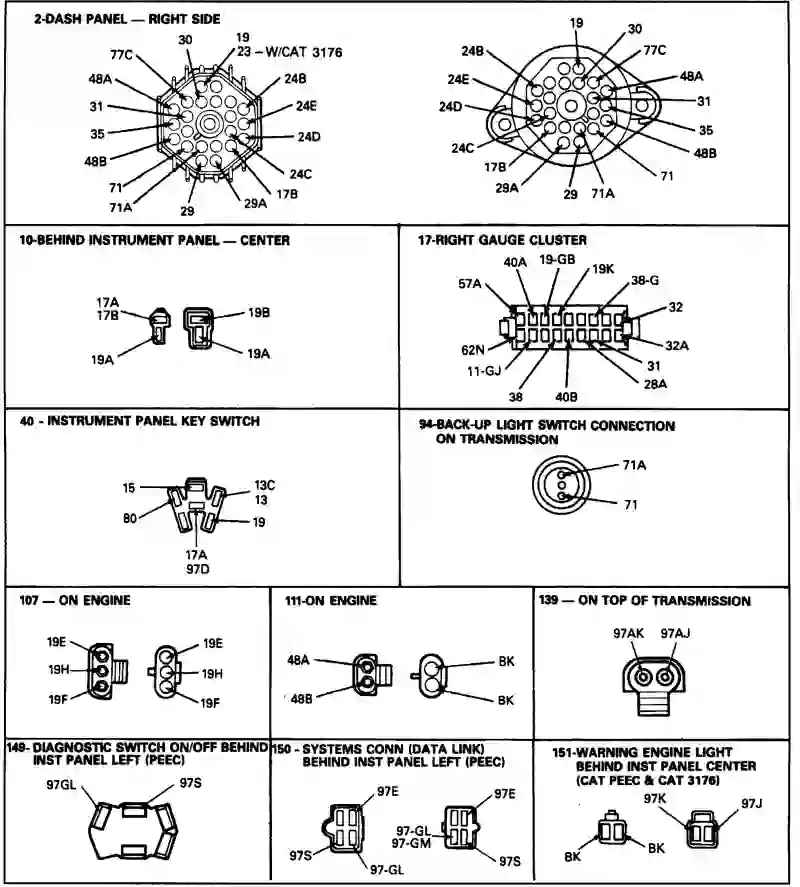 2-DASH PANEL — RIGHT SIDE
19
23 – W/CAT 3176
30
77C
48A
31
35
48B
71
71A
29
29A
17B
24C
24D
24E
24B
19
30
77C
48A
31
35
48B
71
71A
29
29A
17B
24C
24D
24E
24B
10-BEHIND INSTRUMENT PANEL — CENTER
17A
17B
19A
19B
19A
17-RIGHT GAUGE CLUSTER
57A
40A
19-GB
19K
38-G
32
62N
11-GJ
38
40B
28A
31
32A
40 - INSTRUMENT PANEL KEY SWITCH
15
80
13C
13
19
17A
97D
94-BACK-UP LIGHT SWITCH CONNECTION
ON TRANSMISSION
71A
71
107 — ON ENGINE
19E
19H
19F
19E
19H
19F
111-ON ENGINE
48A
48B
BK
BK
139 — ON TOP OF TRANSMISSION
97AK
97AJ
149- DIAGNOSTIC SWITCH ON/OFF BEHIND
INST PANEL LEFT (PEEC)
97GL
97S
150 - SYSTEMS CONN (DATA LINK)
BEHIND INST PANEL LEFT (PEEC)
97E
97S
97-GL
97E
97-GL
97-GM
97S
151-WARNING ENGINE LIGHT
BEHIND INST PANEL CENTER
(CAT PEEC & CAT 3176)
BK
BK
97K
97J